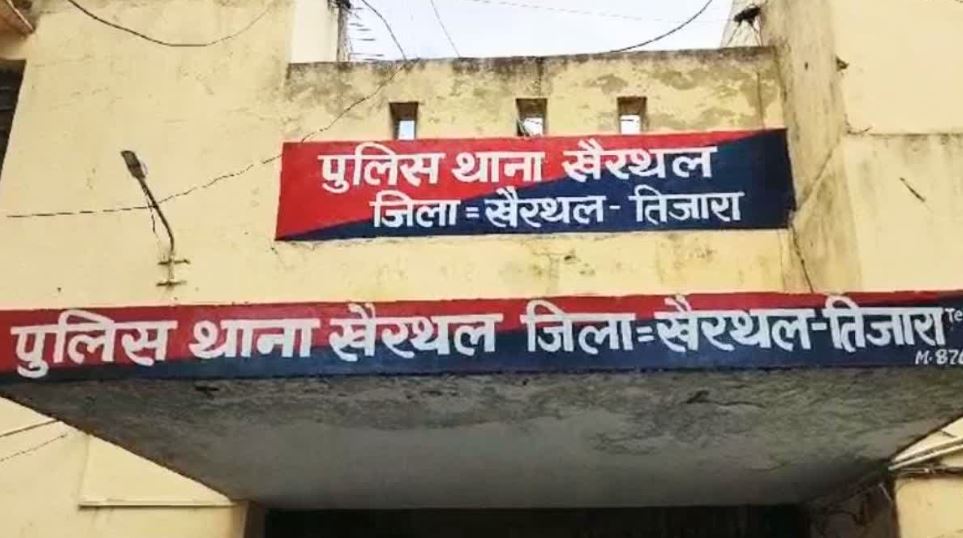 पुलिस थाना खैरथल
जिला = खैरथल - तिजारा
पुलिस थाना खैरथल जिला=खैरथल-तिजारा